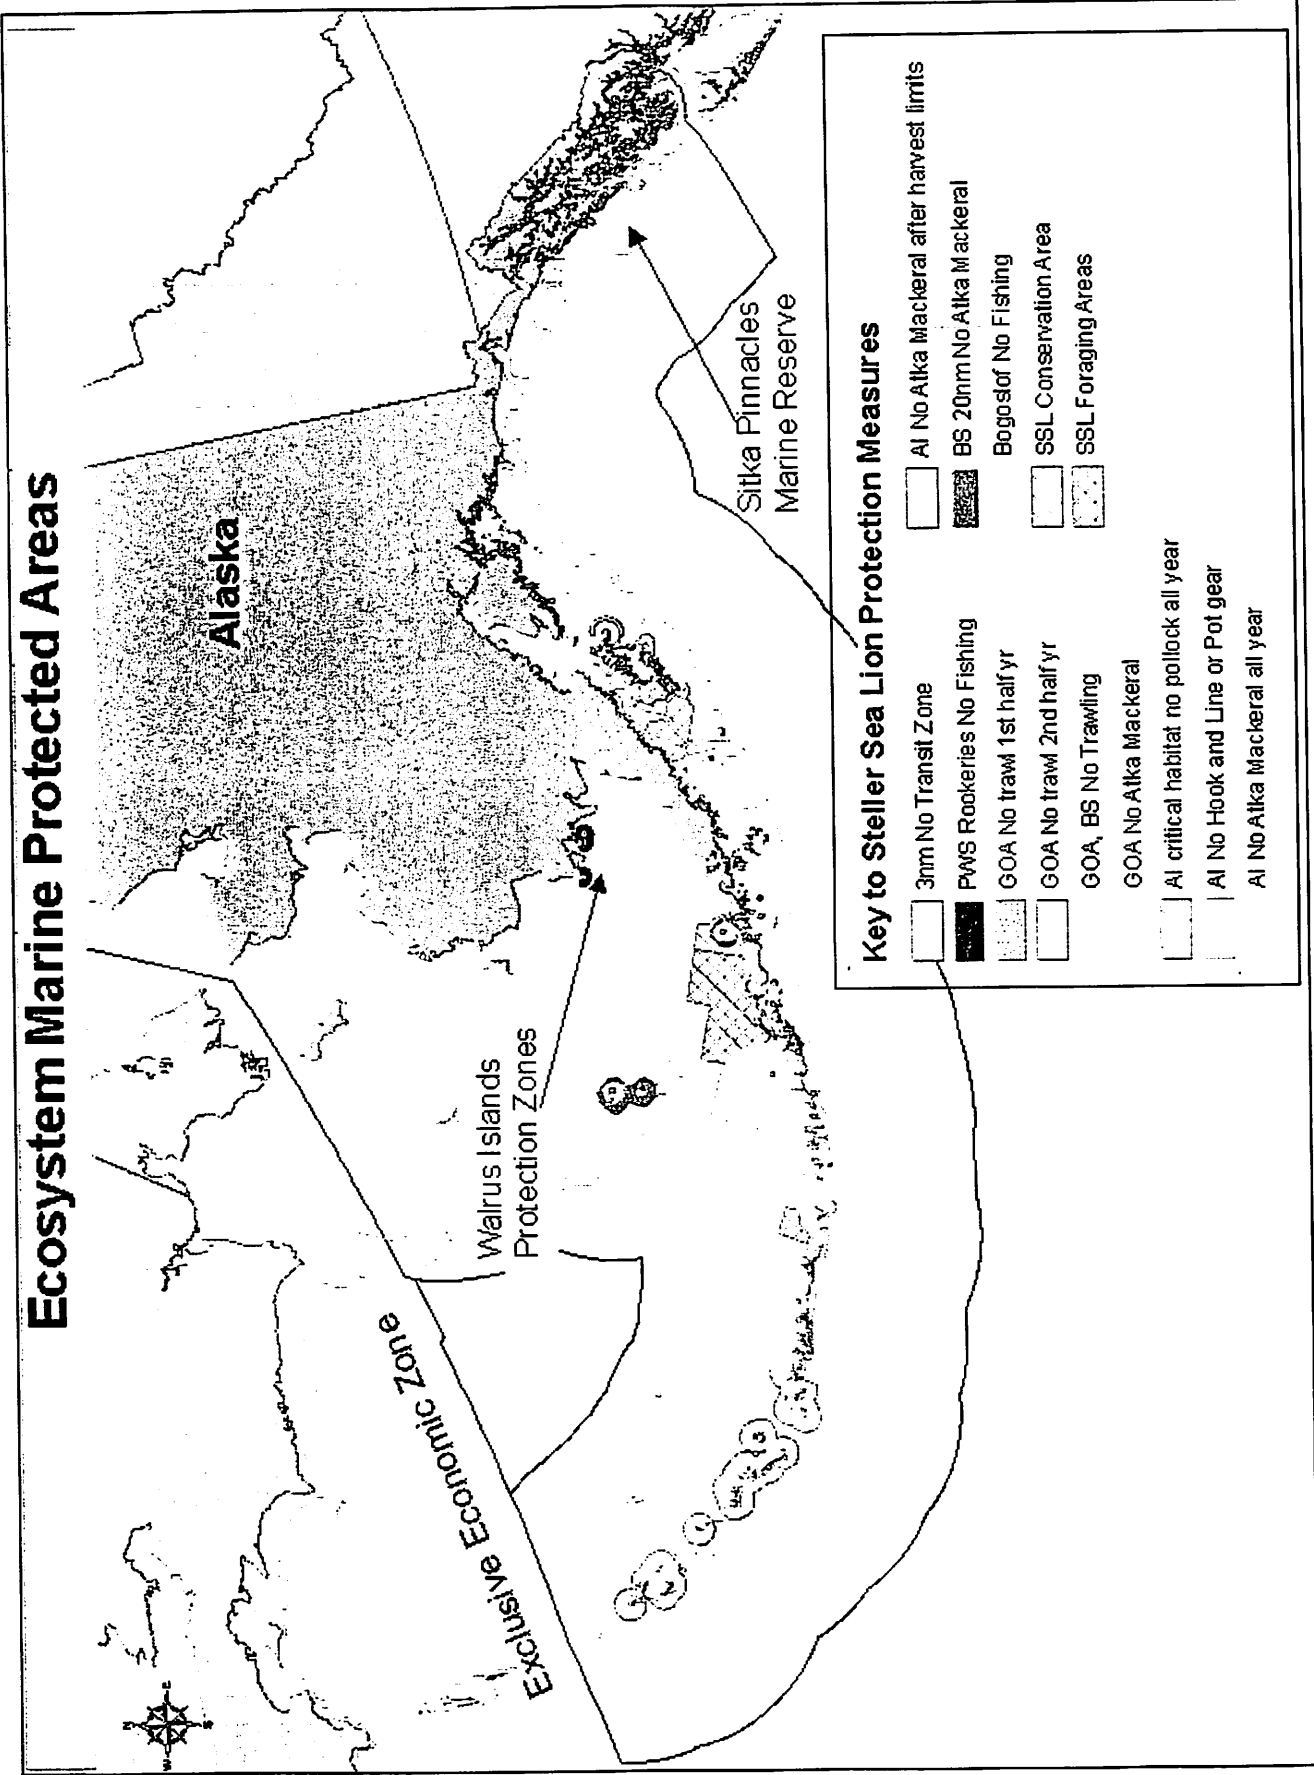 Ecosystem Marine Protected Areas
N
W
E
S
Alaska
Exclusive Economic Zone
Walrus Islands
Protection Zones
Sitka Pinnacles
Marine Reserve
Key to Steller Sea Lion Protection Measures
3nm No Transit Zone
PWS Rookeries No Fishing
GOA No trawl 1st half yr
GOA No trawl 2nd half yr
GOA, BS No Trawling
GOA No Atka Mackeral
AI critical habitat no pollock all year
AI No Hook and Line or Pot gear
AI No Atka Mackeral all year
AI No Atka Mackeral after harvest limits
BS 20nm No Atka Mackeral
Bogoslof No Fishing
SSL Conservation Area
SSL Foraging Areas